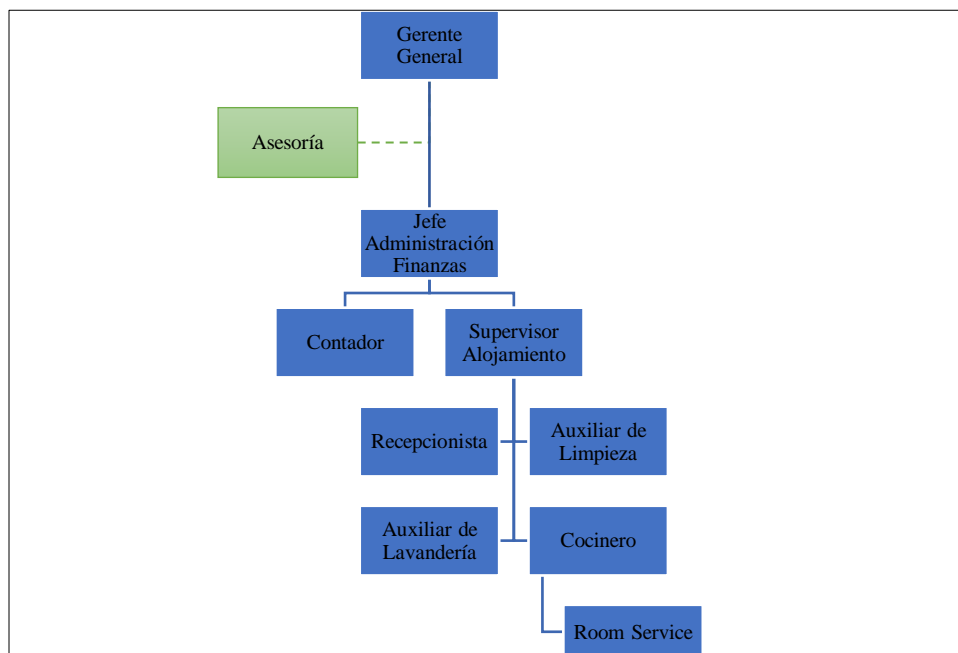 Gerente
General
Asesoría
Jefe
Administración
Finanzas
Contador
Supervisor
Alojamiento
Recepcionista
Auxiliar de
Limpieza
Auxiliar de
Lavandería
Cocinero
Room Service